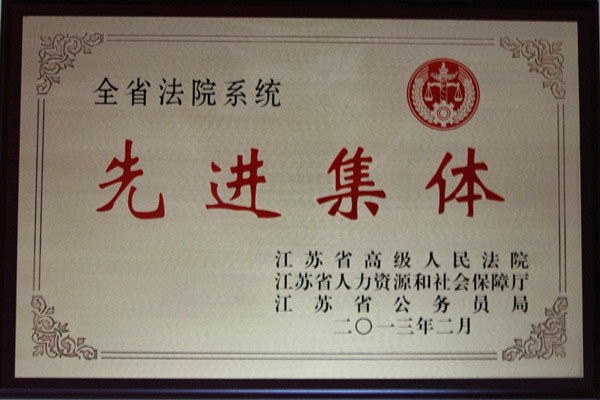 全省法院系统
先进集体
江苏省高级人民法院
江苏省人力资源和社会保障厅
江苏省公务员局
二〇一三年二月